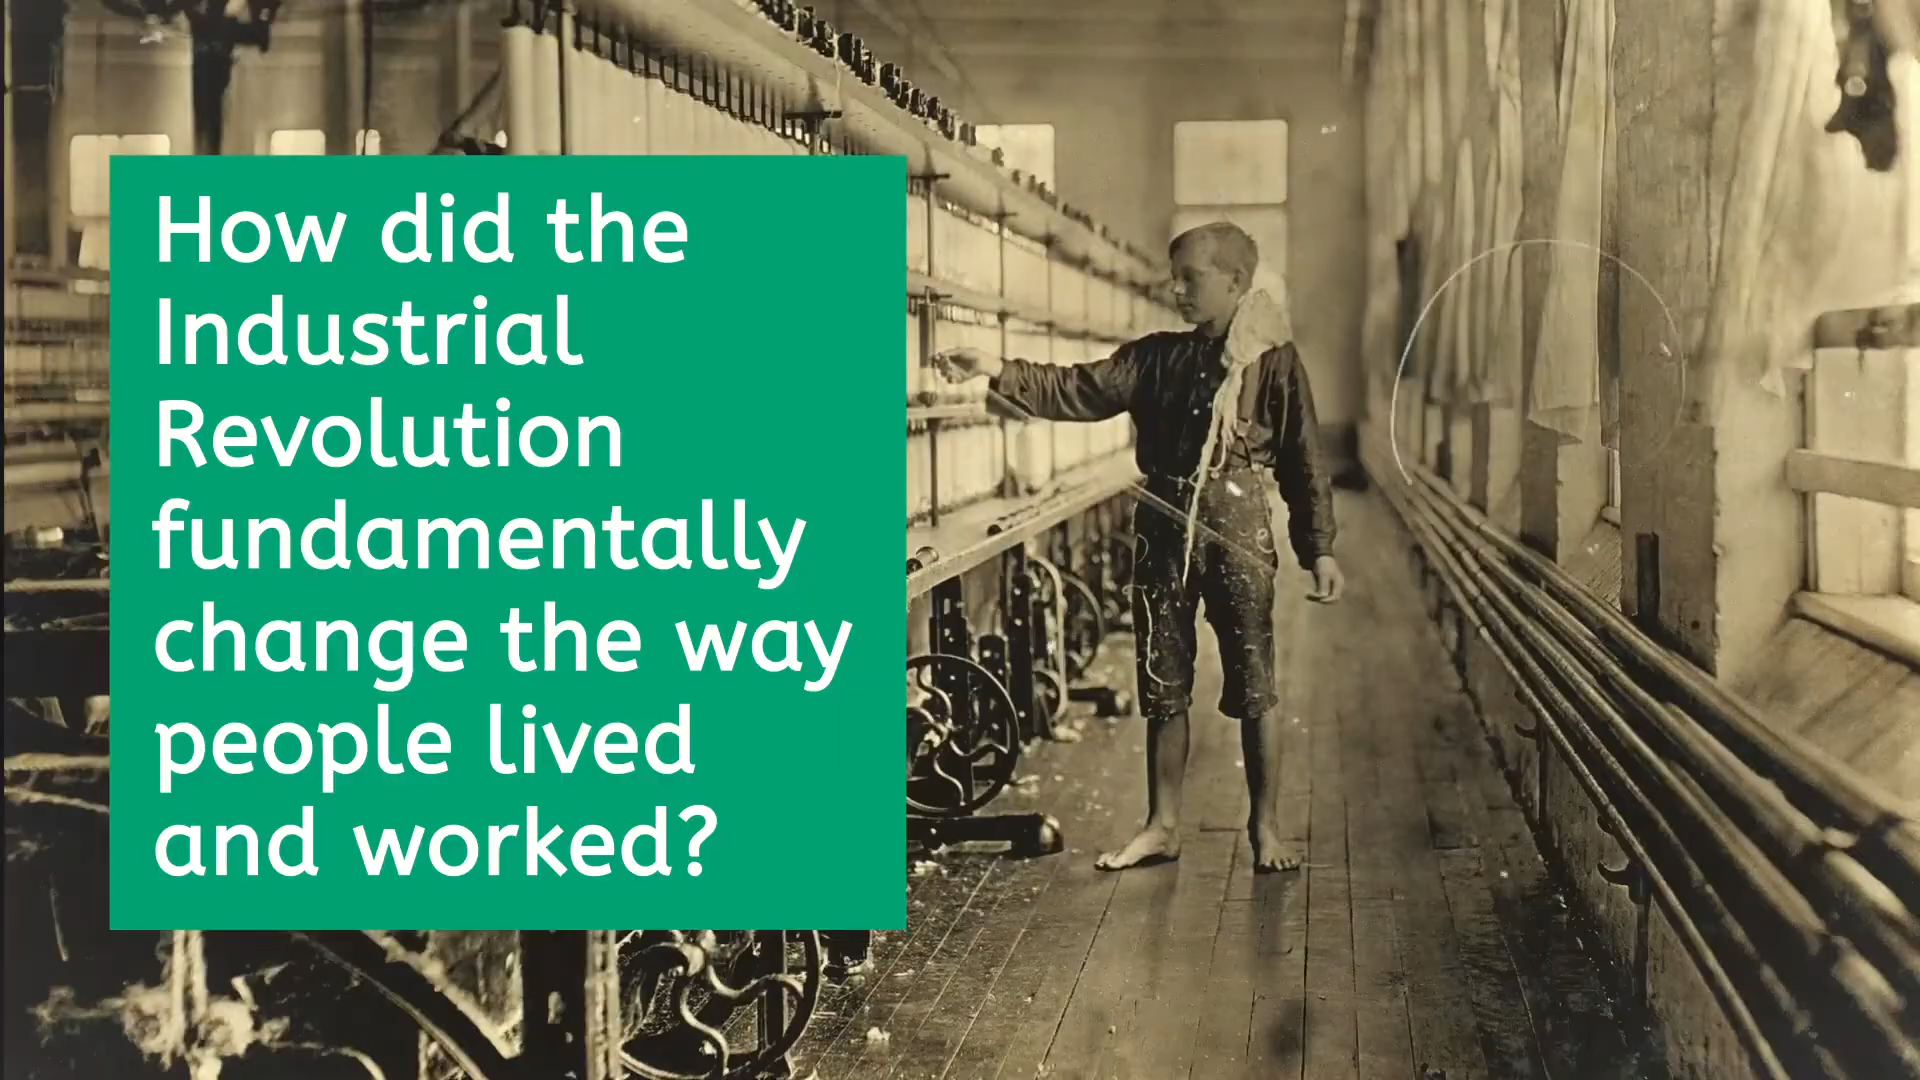 How did the
Industrial
Revolution
fundamentally
change the way
people lived
and worked?